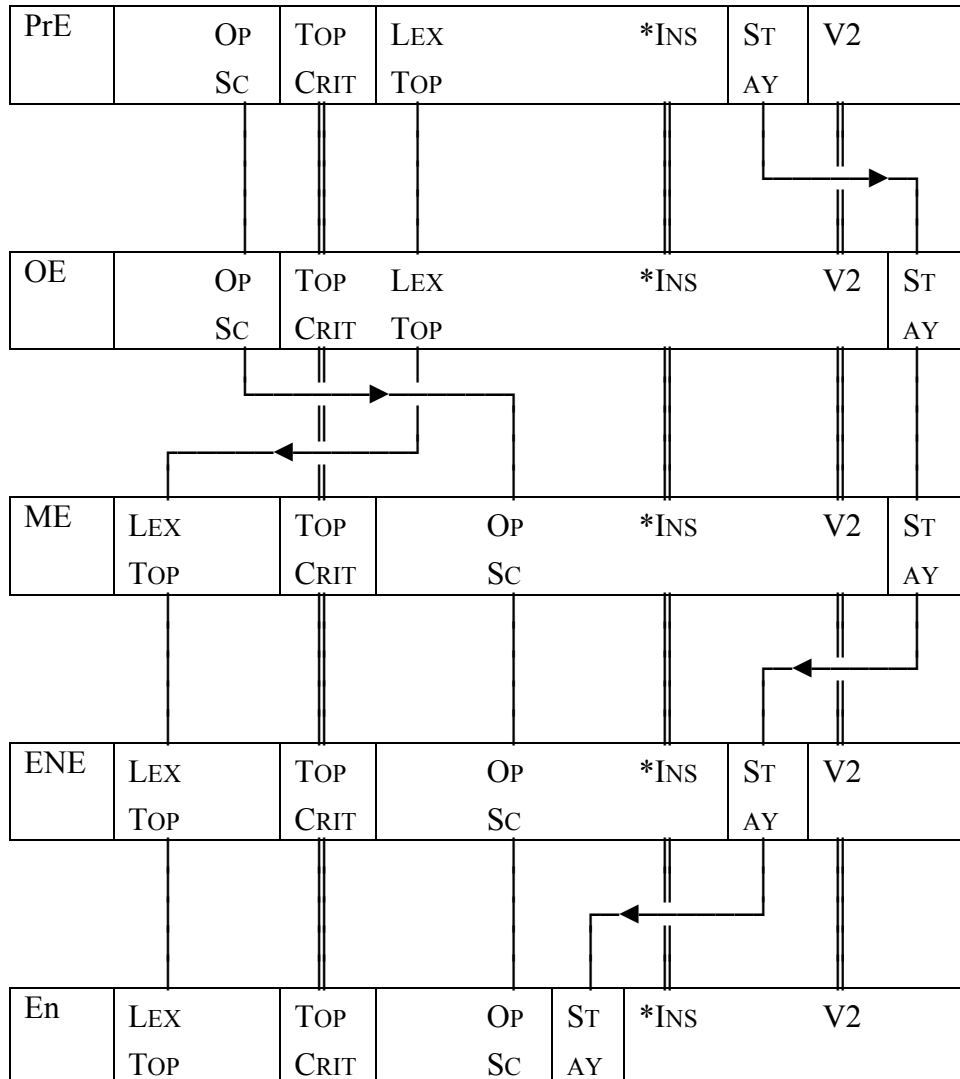 PrE OP TOP LEX *INS ST V2
SC CRIT TOP AY
OE OP TOP LEX *INS V2 ST
SC CRIT TOP AY
ME LEX TOP OP *INS V2 ST
TOP CRIT SC AY
ENE LEX TOP OP *INS ST V2
TOP CRIT SC AY
En LEX TOP OP ST *INS V2
TOP CRIT SC AY